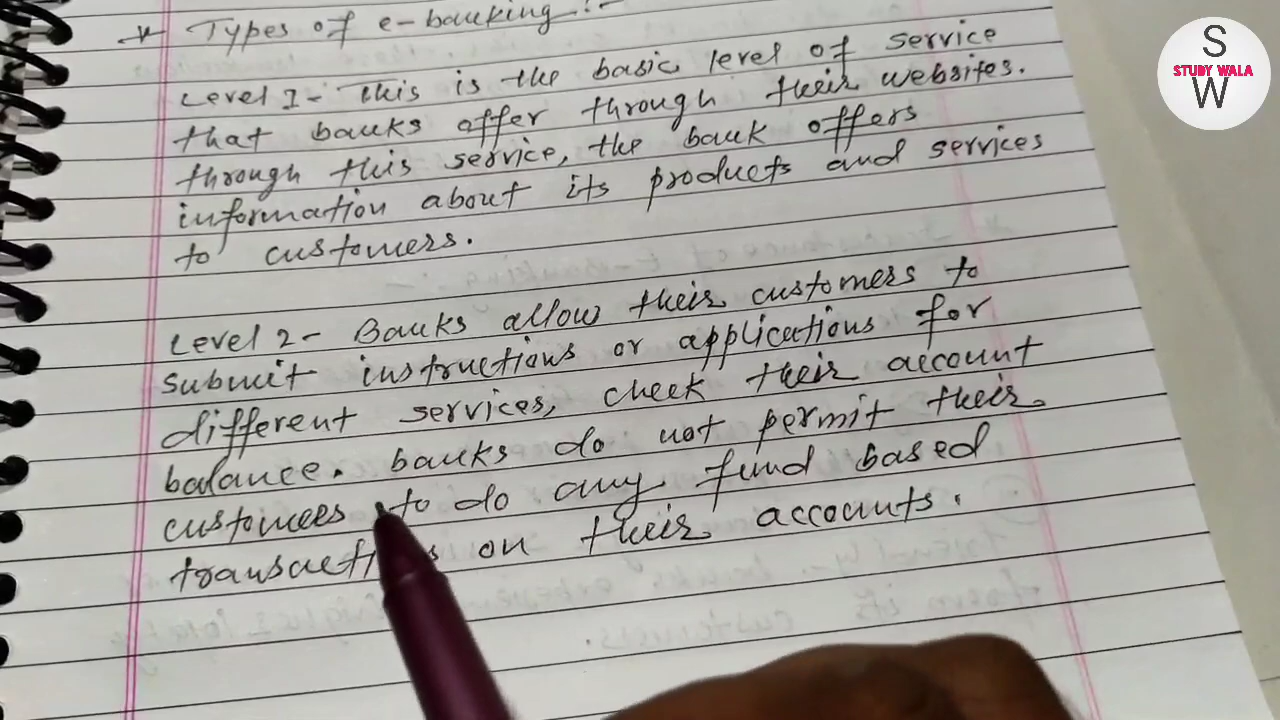 * Types of e-banking :-
Level 1- This is the basic level of service
that banks offer through their websites.
through this service, the bank offers
information about its products and services
to customers.
Level 2- Banks allow their customers to
submit instructions or applications for
different services, check their account
balance. banks do not permit their
customers to do any fund based
transactions on their accounts.
S
STUDY WALA
W